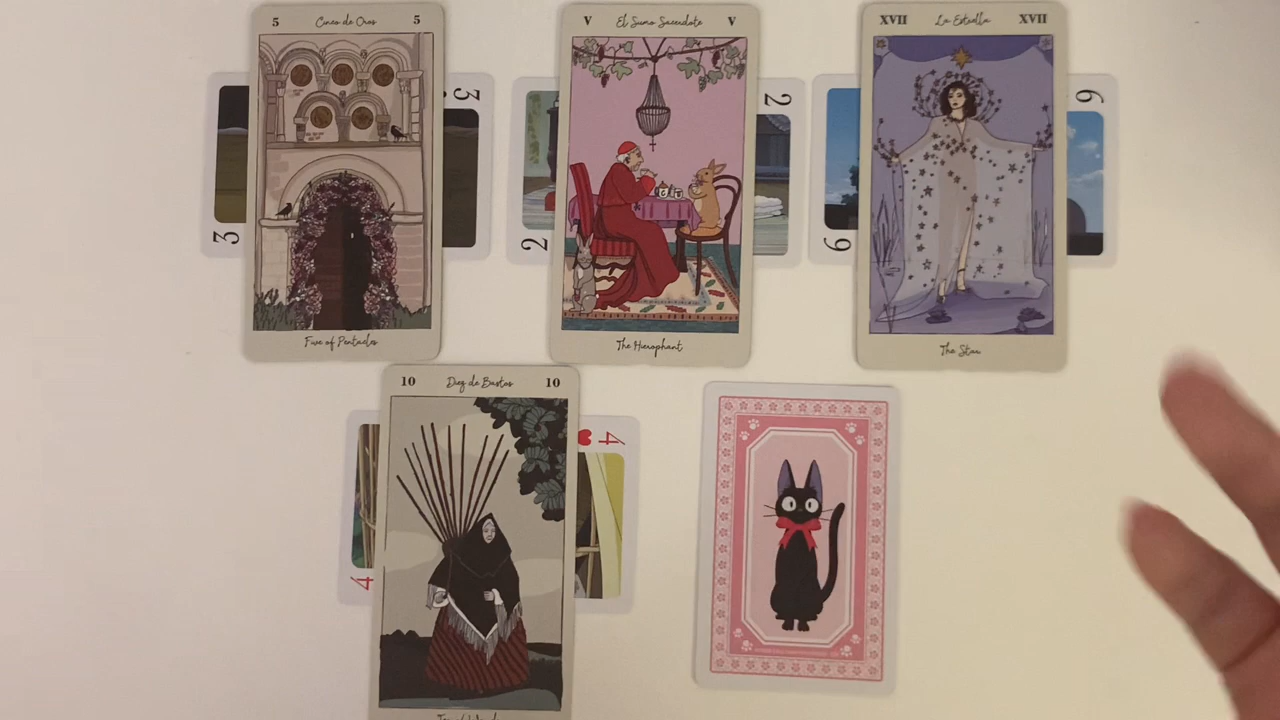 5 Cinco de Oros 5
Five of Pentacles
3
3
V El Sumo Sacerdote V
The Hierophant
2
2
XVII La Estrella XVII
The Star
6
6
10 Diez de Bastos 10
4
4